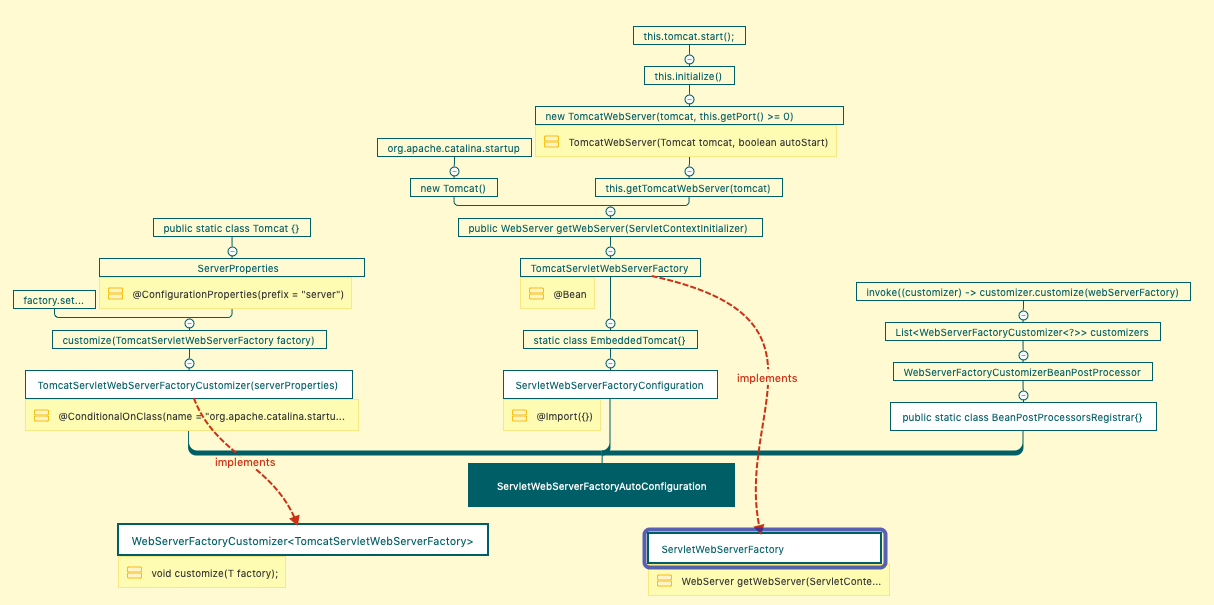 this.tomcat.start();
this.initialize()
new TomcatWebServer(tomcat, this.getPort() >= 0)
TomcatWebServer(Tomcat tomcat, boolean autoStart)
org.apache.catalina.startup
new Tomcat()
this.getTomcatWebServer(tomcat)
public static class Tomcat {}
public WebServer getWebServer(ServletContextInitializer)
ServerProperties
@ConfigurationProperties(prefix = "server")
factory.set...
TomcatServletWebServerFactory
@Bean
invoke((customizer) -> customizer.customize(webServerFactory)
customize(TomcatServletWebServerFactory factory)
static class EmbeddedTomcat{}
List<WebServerFactoryCustomizer<?>> customizers
WebServerFactoryCustomizerBeanPostProcessor
implements
TomcatServletWebServerFactoryCustomizer(serverProperties)
@ConditionalOnClass(name = "org.apache.catalina.startu...
ServletWebServerFactoryConfiguration
@Import({})
public static class BeanPostProcessorsRegistrar{}
implements
ServletWebServerFactoryAutoConfiguration
WebServerFactoryCustomizer<TomcatServletWebServerFactory>
void customize(T factory);
ServletWebServerFactory
WebServer getWebServer(ServletConte...